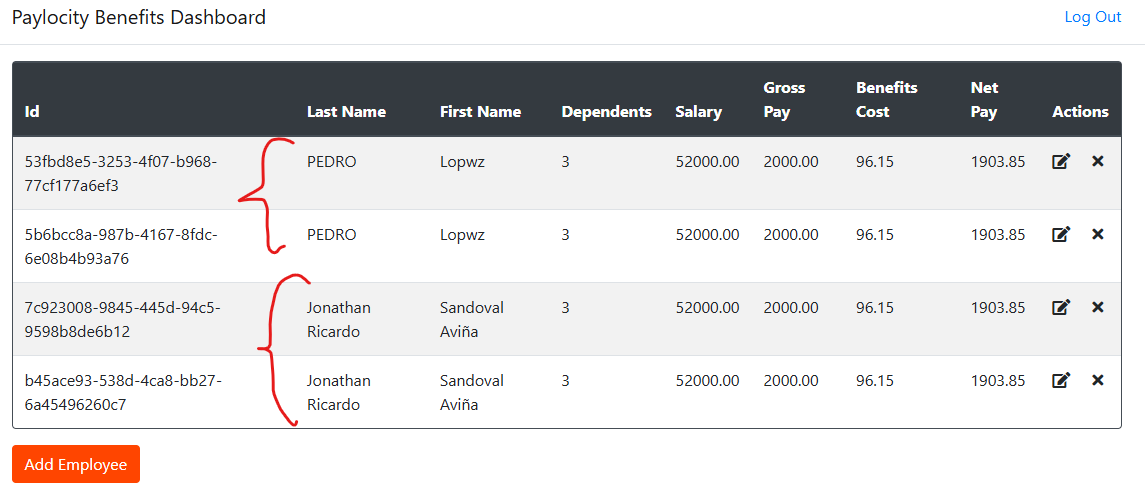 Paylocity Benefits Dashboard
Log Out
Id Last Name First Name Dependents Salary Gross Pay Benefits Cost Net Pay Actions
53fbd8e5-3253-4f07-b968- PEDRO Lopwz 3 52000.00 2000.00 96.15 1903.85
77cf177a6ef3
5b6bcc8a-987b-4167-8fdc- PEDRO Lopwz 3 52000.00 2000.00 96.15 1903.85
6e08b4b93a76
7c923008-9845-445d-94c5- Jonathan Sandoval 3 52000.00 2000.00 96.15 1903.85
9598b8de6b12 Ricardo Aviña
b45ace93-538d-4ca8-bb27- Jonathan Sandoval 3 52000.00 2000.00 96.15 1903.85
6a45496260c7 Ricardo Aviña
Add Employee